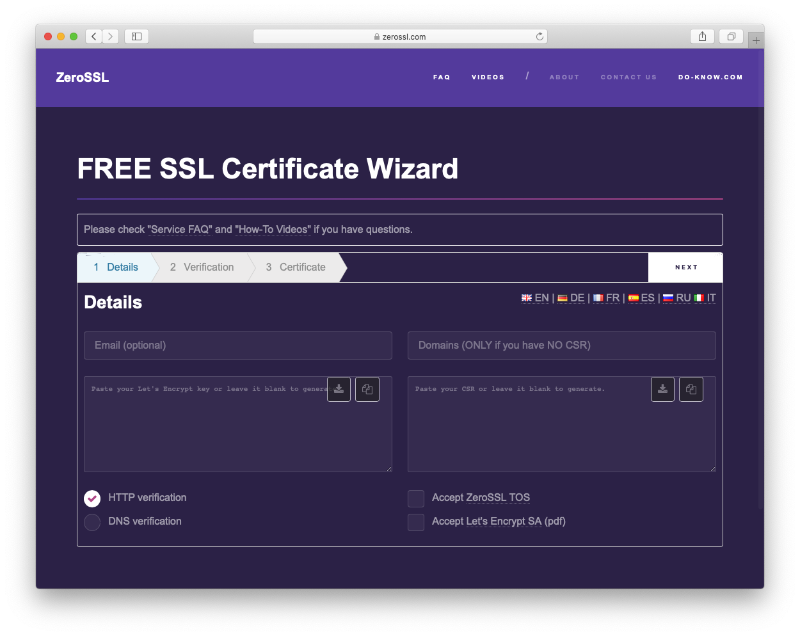 zerossl.com
ZeroSSL
FAQ VIDEOS / ABOUT CONTACT US DO-KNOW.COM
FREE SSL Certificate Wizard
Please check "Service FAQ" and "How-To Videos" if you have questions.
1 Details 2 Verification 3 Certificate NEXT
Details
EN | DE | FR | ES | RU IT
Email (optional) Domains (ONLY if you have NO CSR)
Paste your Let's Encrypt key or leave it blank to genera Paste your CSR or leave it blank to generate.
HTTP verification Accept ZeroSSL TOS
DNS verification Accept Let's Encrypt SA (pdf)